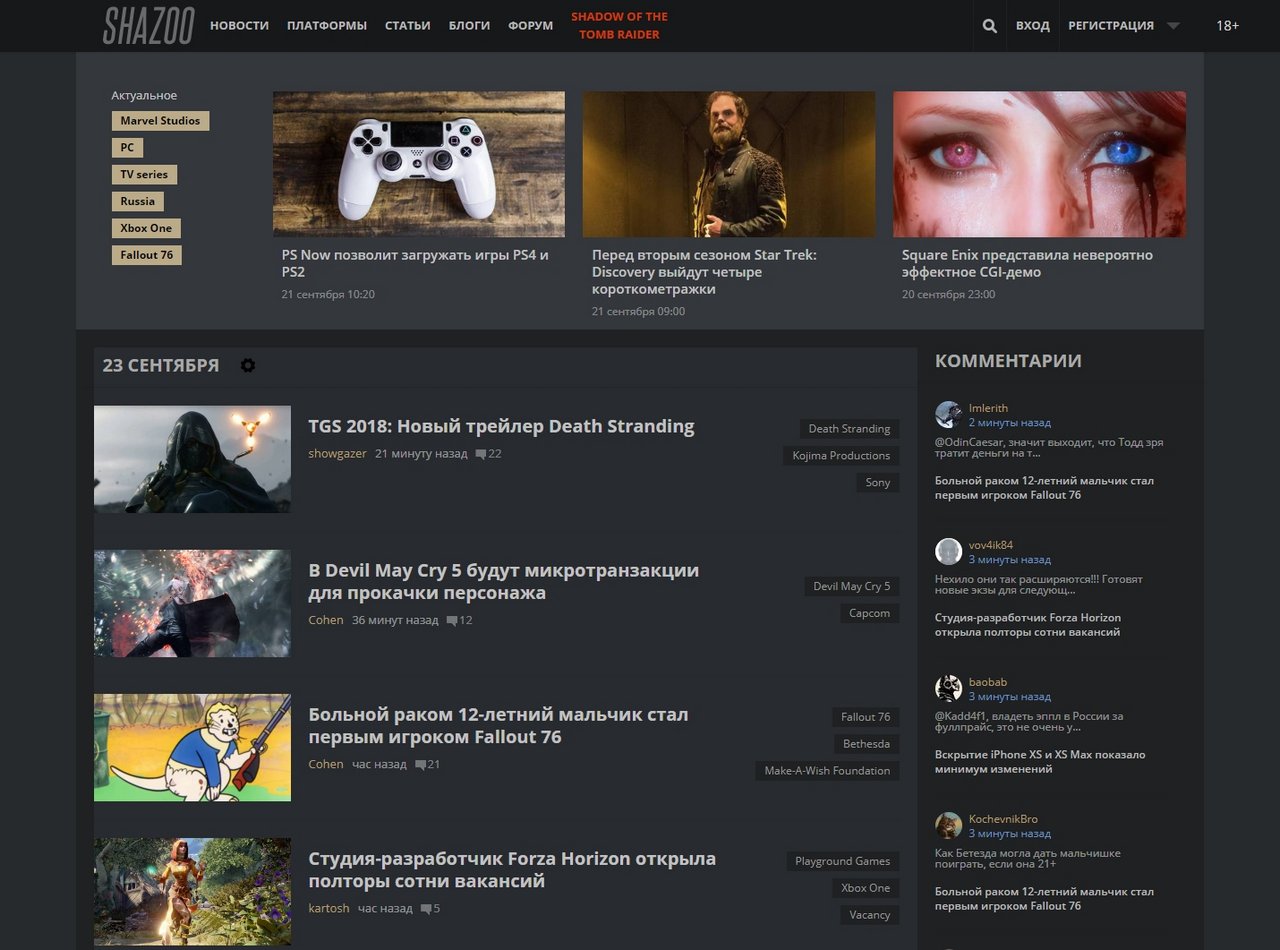 SHAZOO
НОВОСТИ
ПЛАТФОРМЫ
СТАТЬИ
БЛОГИ
ФОРУМ
SHADOW OF THE
TOMB RAIDER
ВХОД
РЕГИСТРАЦИЯ
18+
Актуальное
Marvel Studios
PC
TV series
Russia
Xbox One
Fallout 76
PS Now позволит загружать игры PS4 и
PS2
21 сентября 10:20
Перед вторым сезоном Star Trek:
Discovery выйдут четыре
короткометражки
21 сентября 09:00
Square Enix представила невероятно
эффектное CGI-демо
20 сентября 23:00
23 СЕНТЯБРЯ
TGS 2018: Новый трейлер Death Stranding
showgazer 21 минуту назад 22
Death Stranding
Kojima Productions
Sony
В Devil May Cry 5 будут микротранзакции
для прокачки персонажа
Cohen 36 минут назад 12
Devil May Cry 5
Capcom
Больной раком 12-летний мальчик стал
первым игроком Fallout 76
Cohen час назад 21
Fallout 76
Bethesda
Make-A-Wish Foundation
Студия-разработчик Forza Horizon открыла
полторы сотни вакансий
kartosh час назад 5
Playground Games
Xbox One
Vacancy
КОММЕНТАРИИ
Imlerith
2 минуты назад
@OdinCaesar, значит выходит, что Тодд зря
тратит деньги на т...
Больной раком 12-летний мальчик стал
первым игроком Fallout 76
vov4ik84
3 минуты назад
Нехило они так расширяются!!! Готовят
новые экзы для следующ...
Студия-разработчик Forza Horizon
открыла полторы сотни вакансий
baobab
3 минуты назад
@Kadd4f1, владеть эппл в России за
фуллпрайс, это не очень у...
Вскрытие iPhone XS и XS Max показало
минимум изменений
KochevnikBro
3 минуты назад
Как Бетезда могла дать мальчишке
поиграть, если она 21+
Больной раком 12-летний мальчик стал
первым игроком Fallout 76